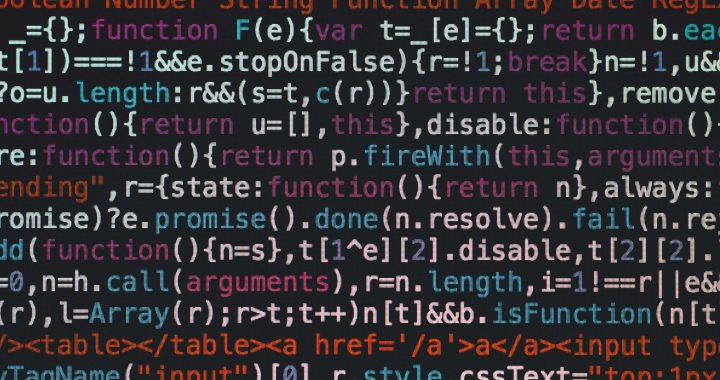 oolean Number String Function Array Date RegE
_={};function F(e){var t=_[e]={};return b.ea
t[1])===!1&&e.stopOnFalse){r=!1;break}n=!1,u&
?o=u.length:r&&(s=t,c(r))}return this},remove
nction(){return u=[],this},disable:function()
re:function(){return p.fireWith(this,argument
ending",r={state:function(){return n},always:
romise)?e.promise().done(n.resolve).fail(n.re
dd(function(){n=s},t[1^e][2].disable,t[2][2].
=0,n=h.call(arguments),r=n.length,i=1!==r||e&
(r),l=Array(r);r>t;t++)n[t]&&b.isFunction(n[t
/><table></table><a href='/a'>a</a><input typ
yTagName("input")[0],r.style.cssText="top:1px